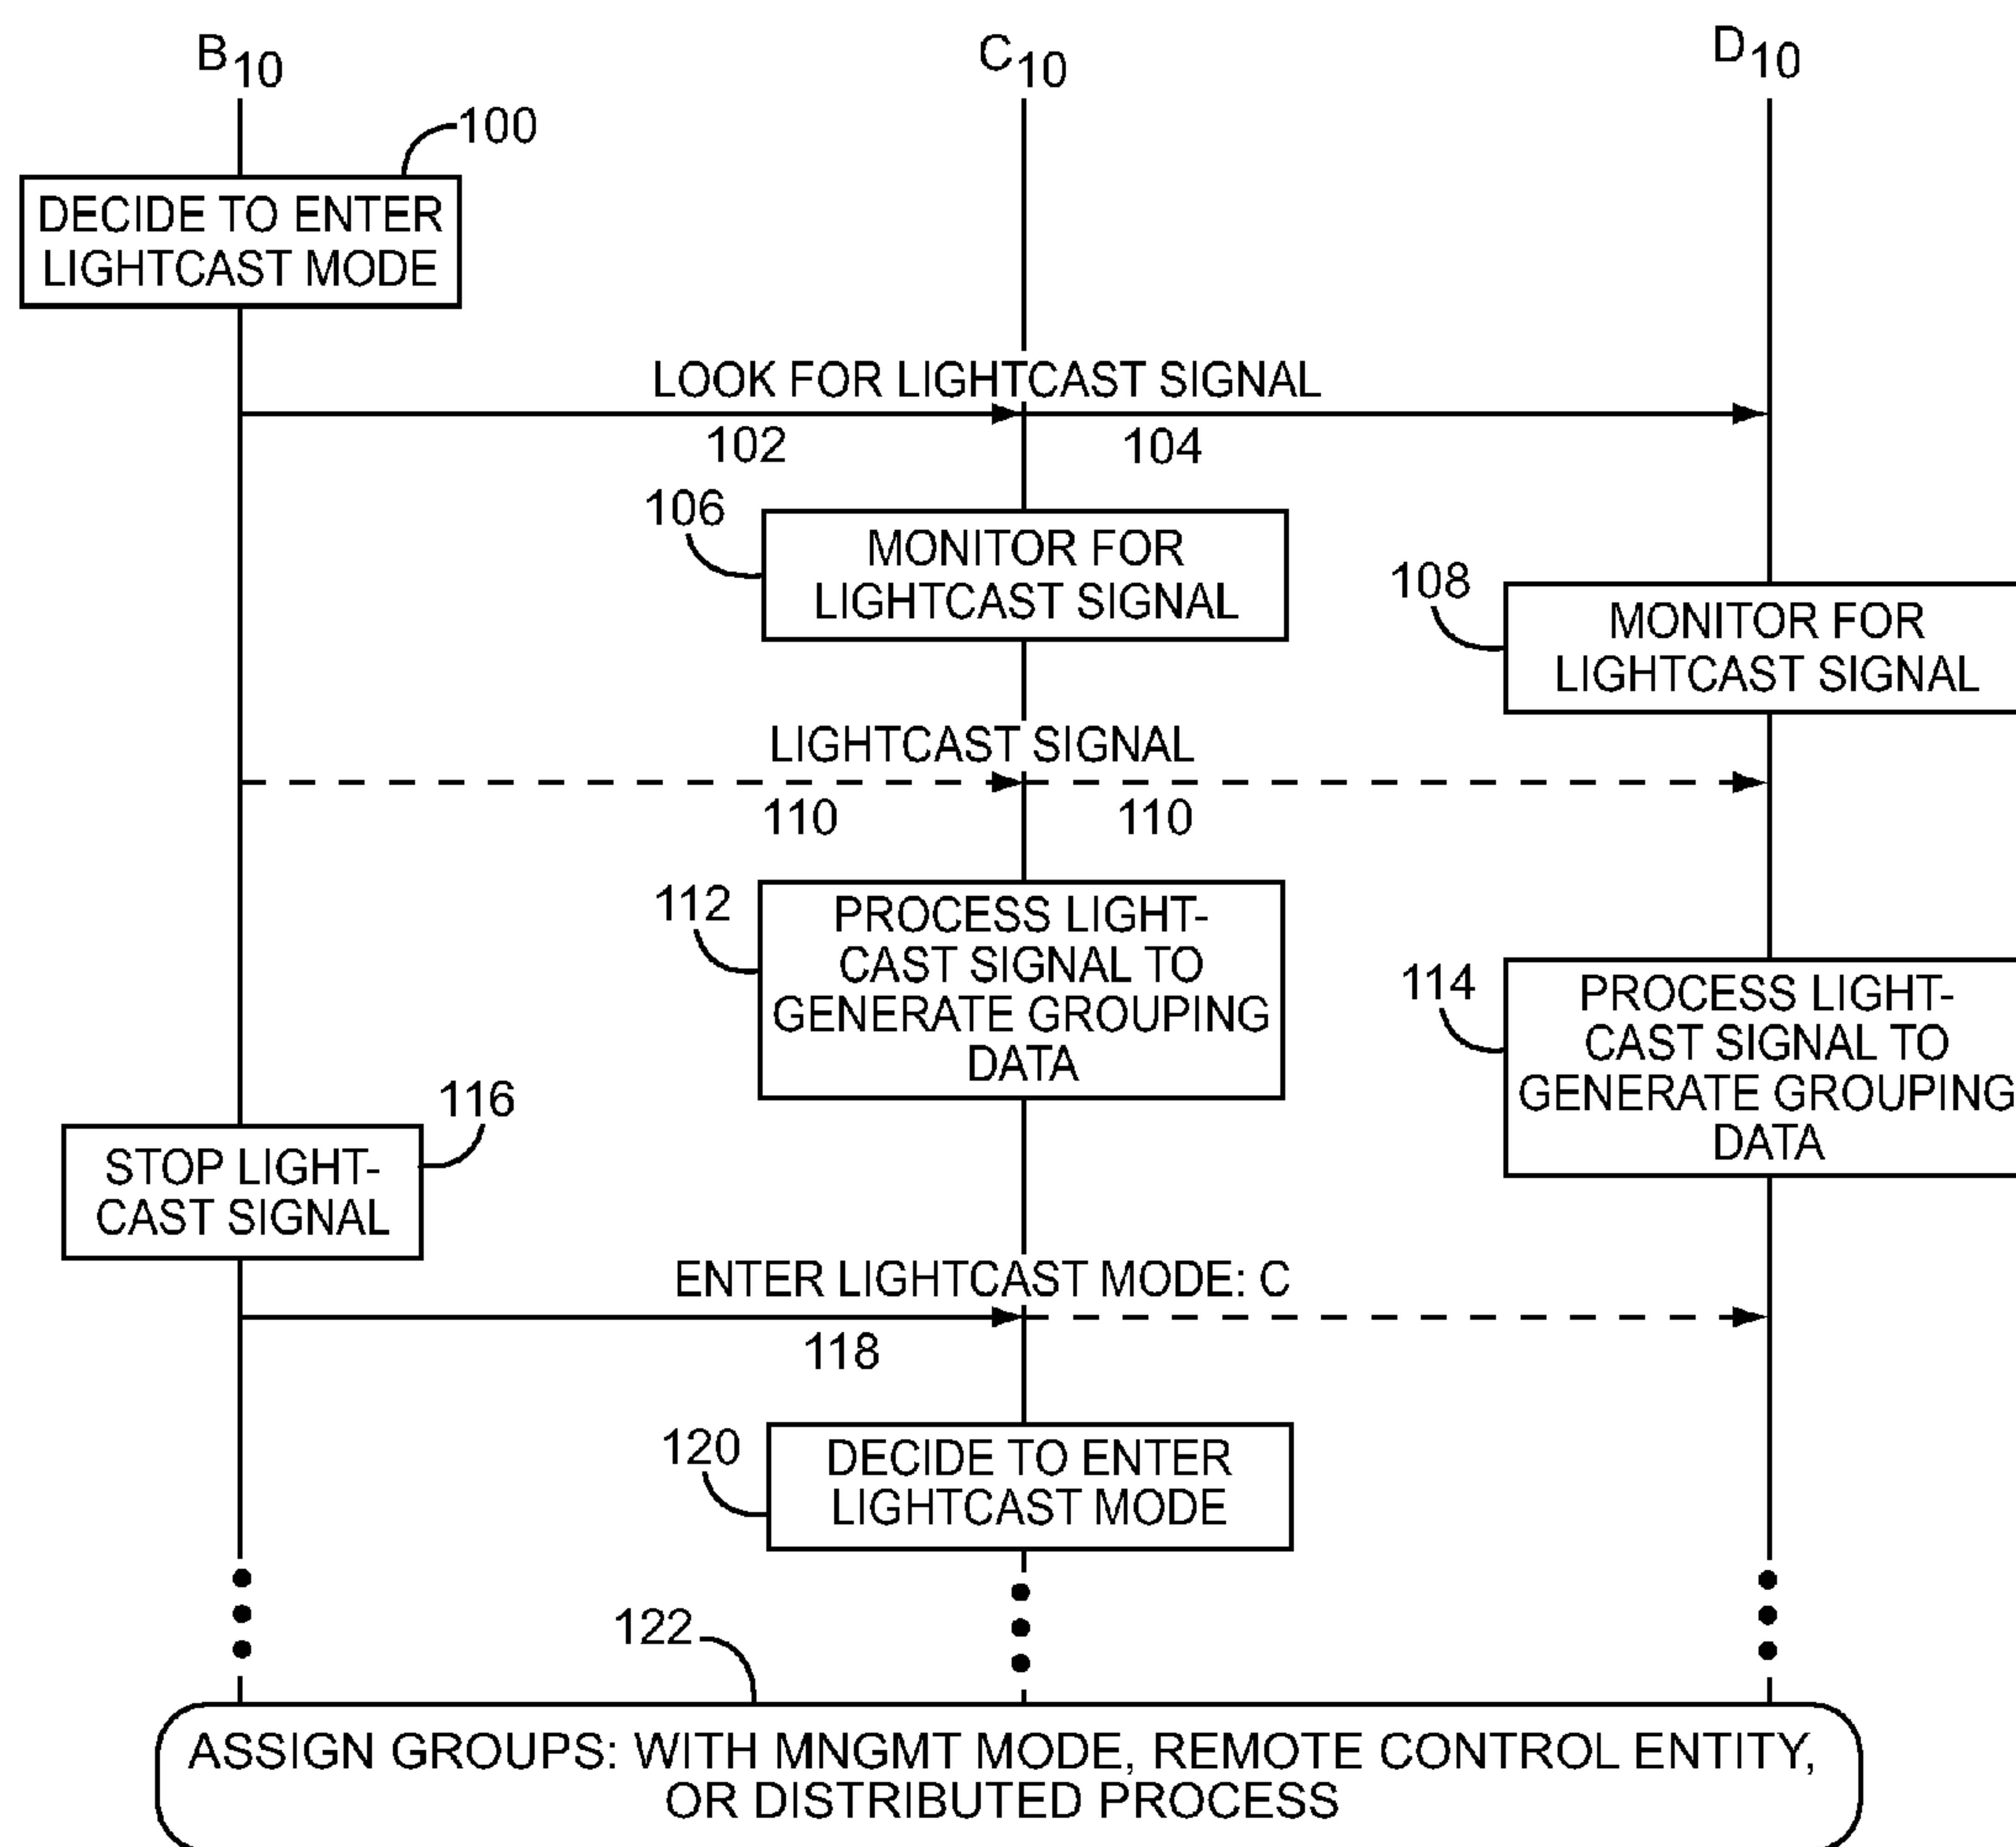 B10
C10
D10
100
DECIDE TO ENTER
LIGHTCAST MODE
LOOK FOR LIGHTCAST SIGNAL
102
104
106
MONITOR FOR
LIGHTCAST SIGNAL
108
MONITOR FOR
LIGHTCAST SIGNAL
LIGHTCAST SIGNAL
110
110
112
PROCESS LIGHT-
CAST SIGNAL TO
GENERATE GROUPING
DATA
114
PROCESS LIGHT-
CAST SIGNAL TO
GENERATE GROUPING
DATA
116
STOP LIGHT-
CAST SIGNAL
ENTER LIGHTCAST MODE: C
118
120
DECIDE TO ENTER
LIGHTCAST MODE
122
ASSIGN GROUPS: WITH MNGMT MODE, REMOTE CONTROL ENTITY,
OR DISTRIBUTED PROCESS